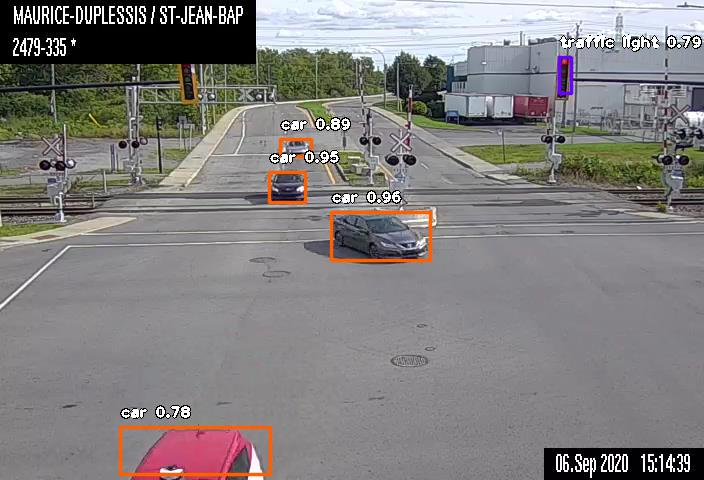 MAURICE-DUPLESSIS / ST-JEAN-BAP
2479-335 *
traffic light 0.79
car 0.89
car 0.95
car 0.96
car 0.78
06.Sep 2020 15:14:39